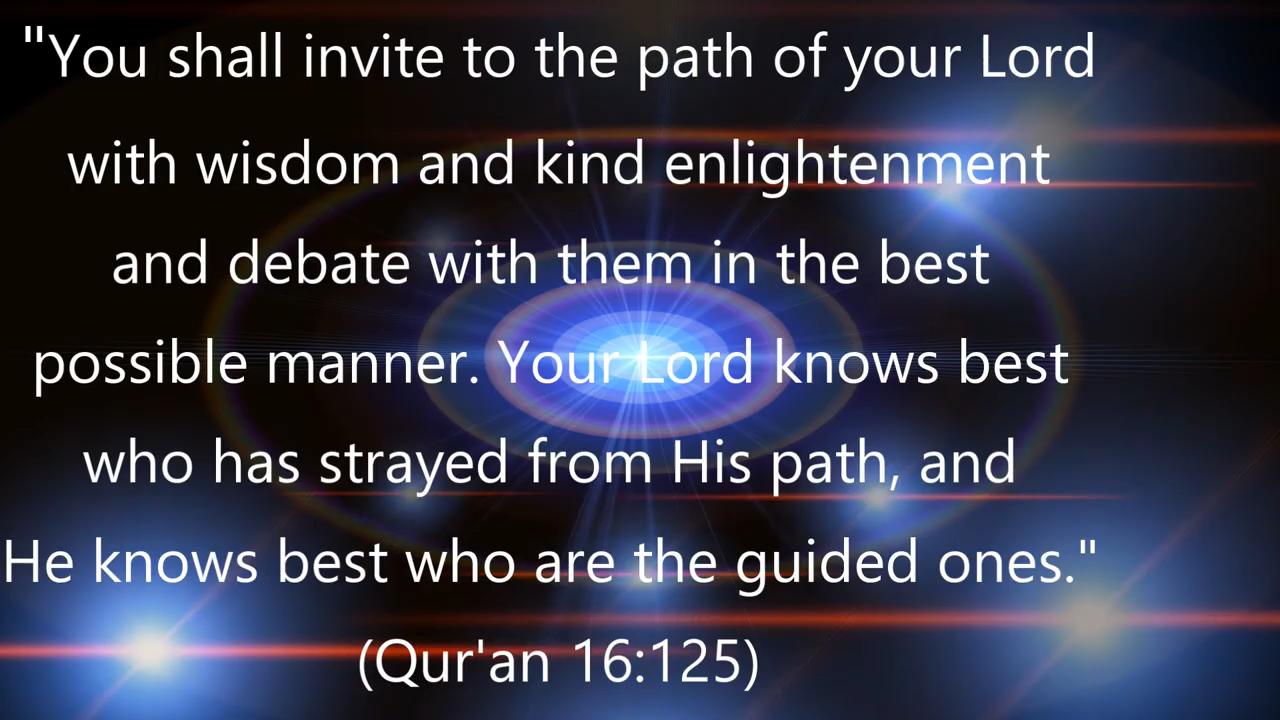 "You shall invite to the path of your Lord
with wisdom and kind enlightenment
and debate with them in the best
possible manner. Your Lord knows best
who has strayed from His path, and
He knows best who are the guided ones."
(Qur'an 16:125)